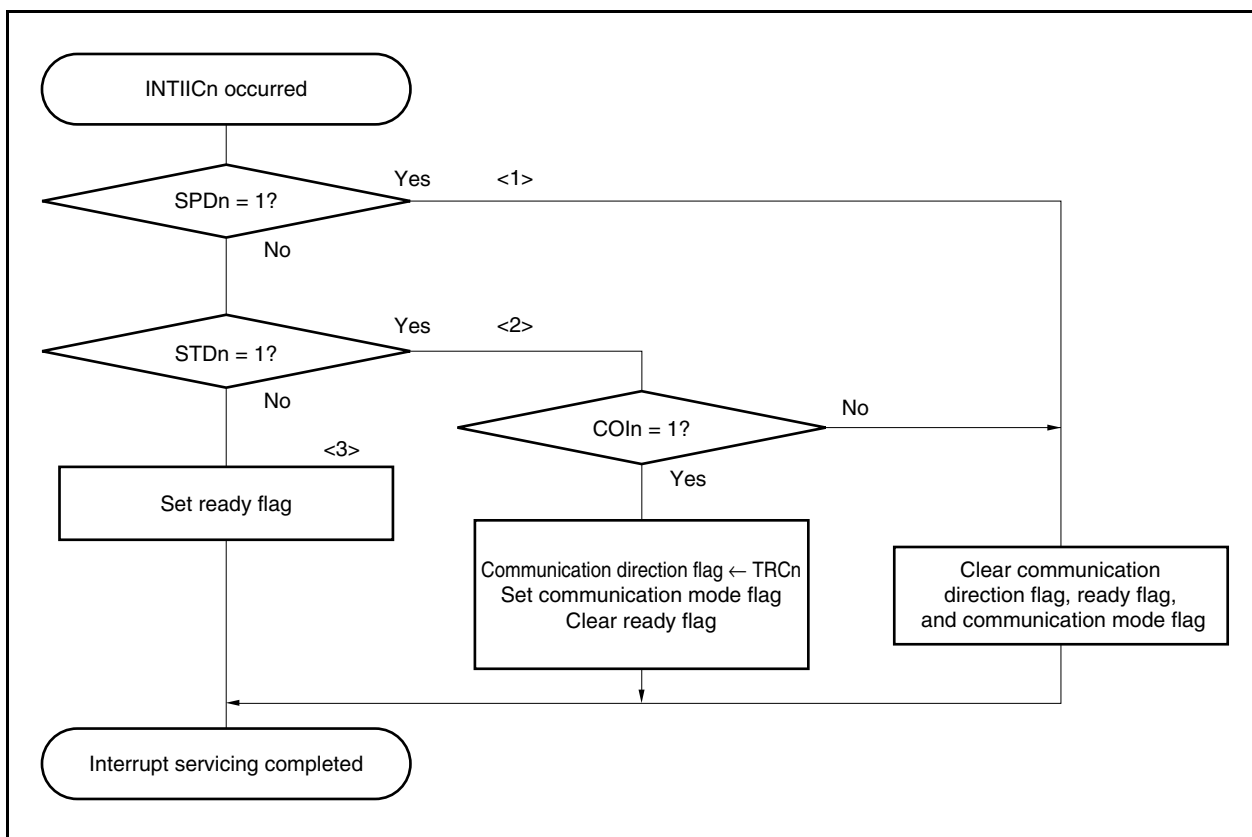 INTIICn occurred
Yes
<1>
SPDn = 1?
No
Yes
<2>
STDn = 1?
No
No
COIn = 1?
<3>
Yes
Set ready flag
Communication direction flag ← TRCn
Set communication mode flag
Clear ready flag
Clear communication
direction flag, ready flag,
and communication mode flag
Interrupt servicing completed